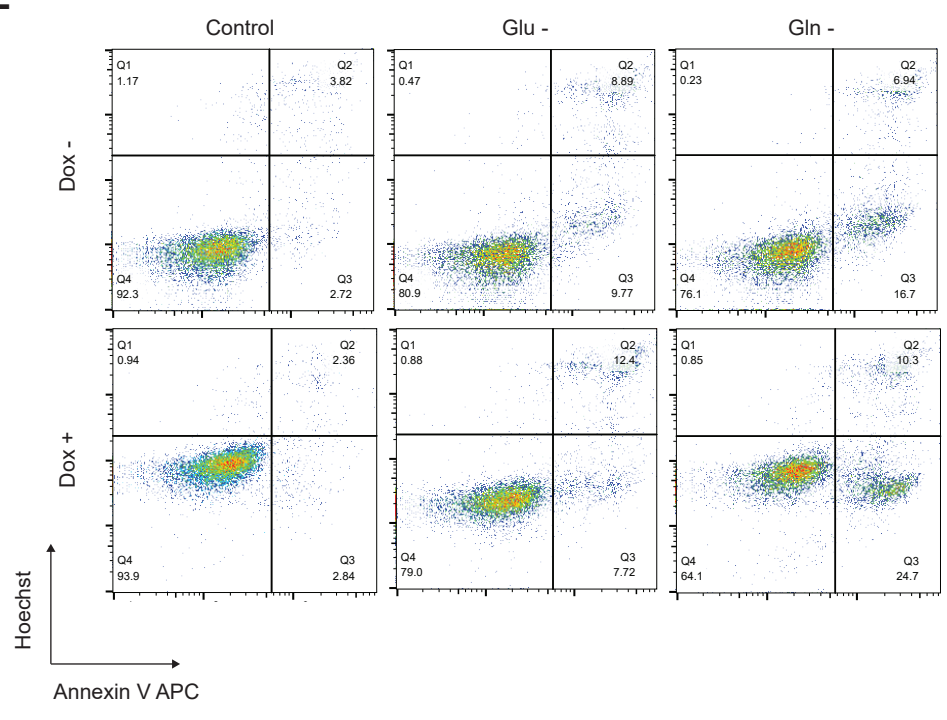 Control
Glu -
Gln -
Dox -
Q1
1.17
Q2
3.82
Q4
92.3
Q3
2.72
Q1
0.47
Q2
8.89
Q4
80.9
Q3
9.77
Q1
0.23
Q2
6.94
Q4
76.1
Q3
16.7
Dox +
Q1
0.94
Q2
2.36
Q4
93.9
Q3
2.84
Q1
0.88
Q2
12.4
Q4
79.0
Q3
7.72
Q1
0.85
Q2
10.3
Q4
64.1
Q3
24.7
Hoechst
Annexin V APC